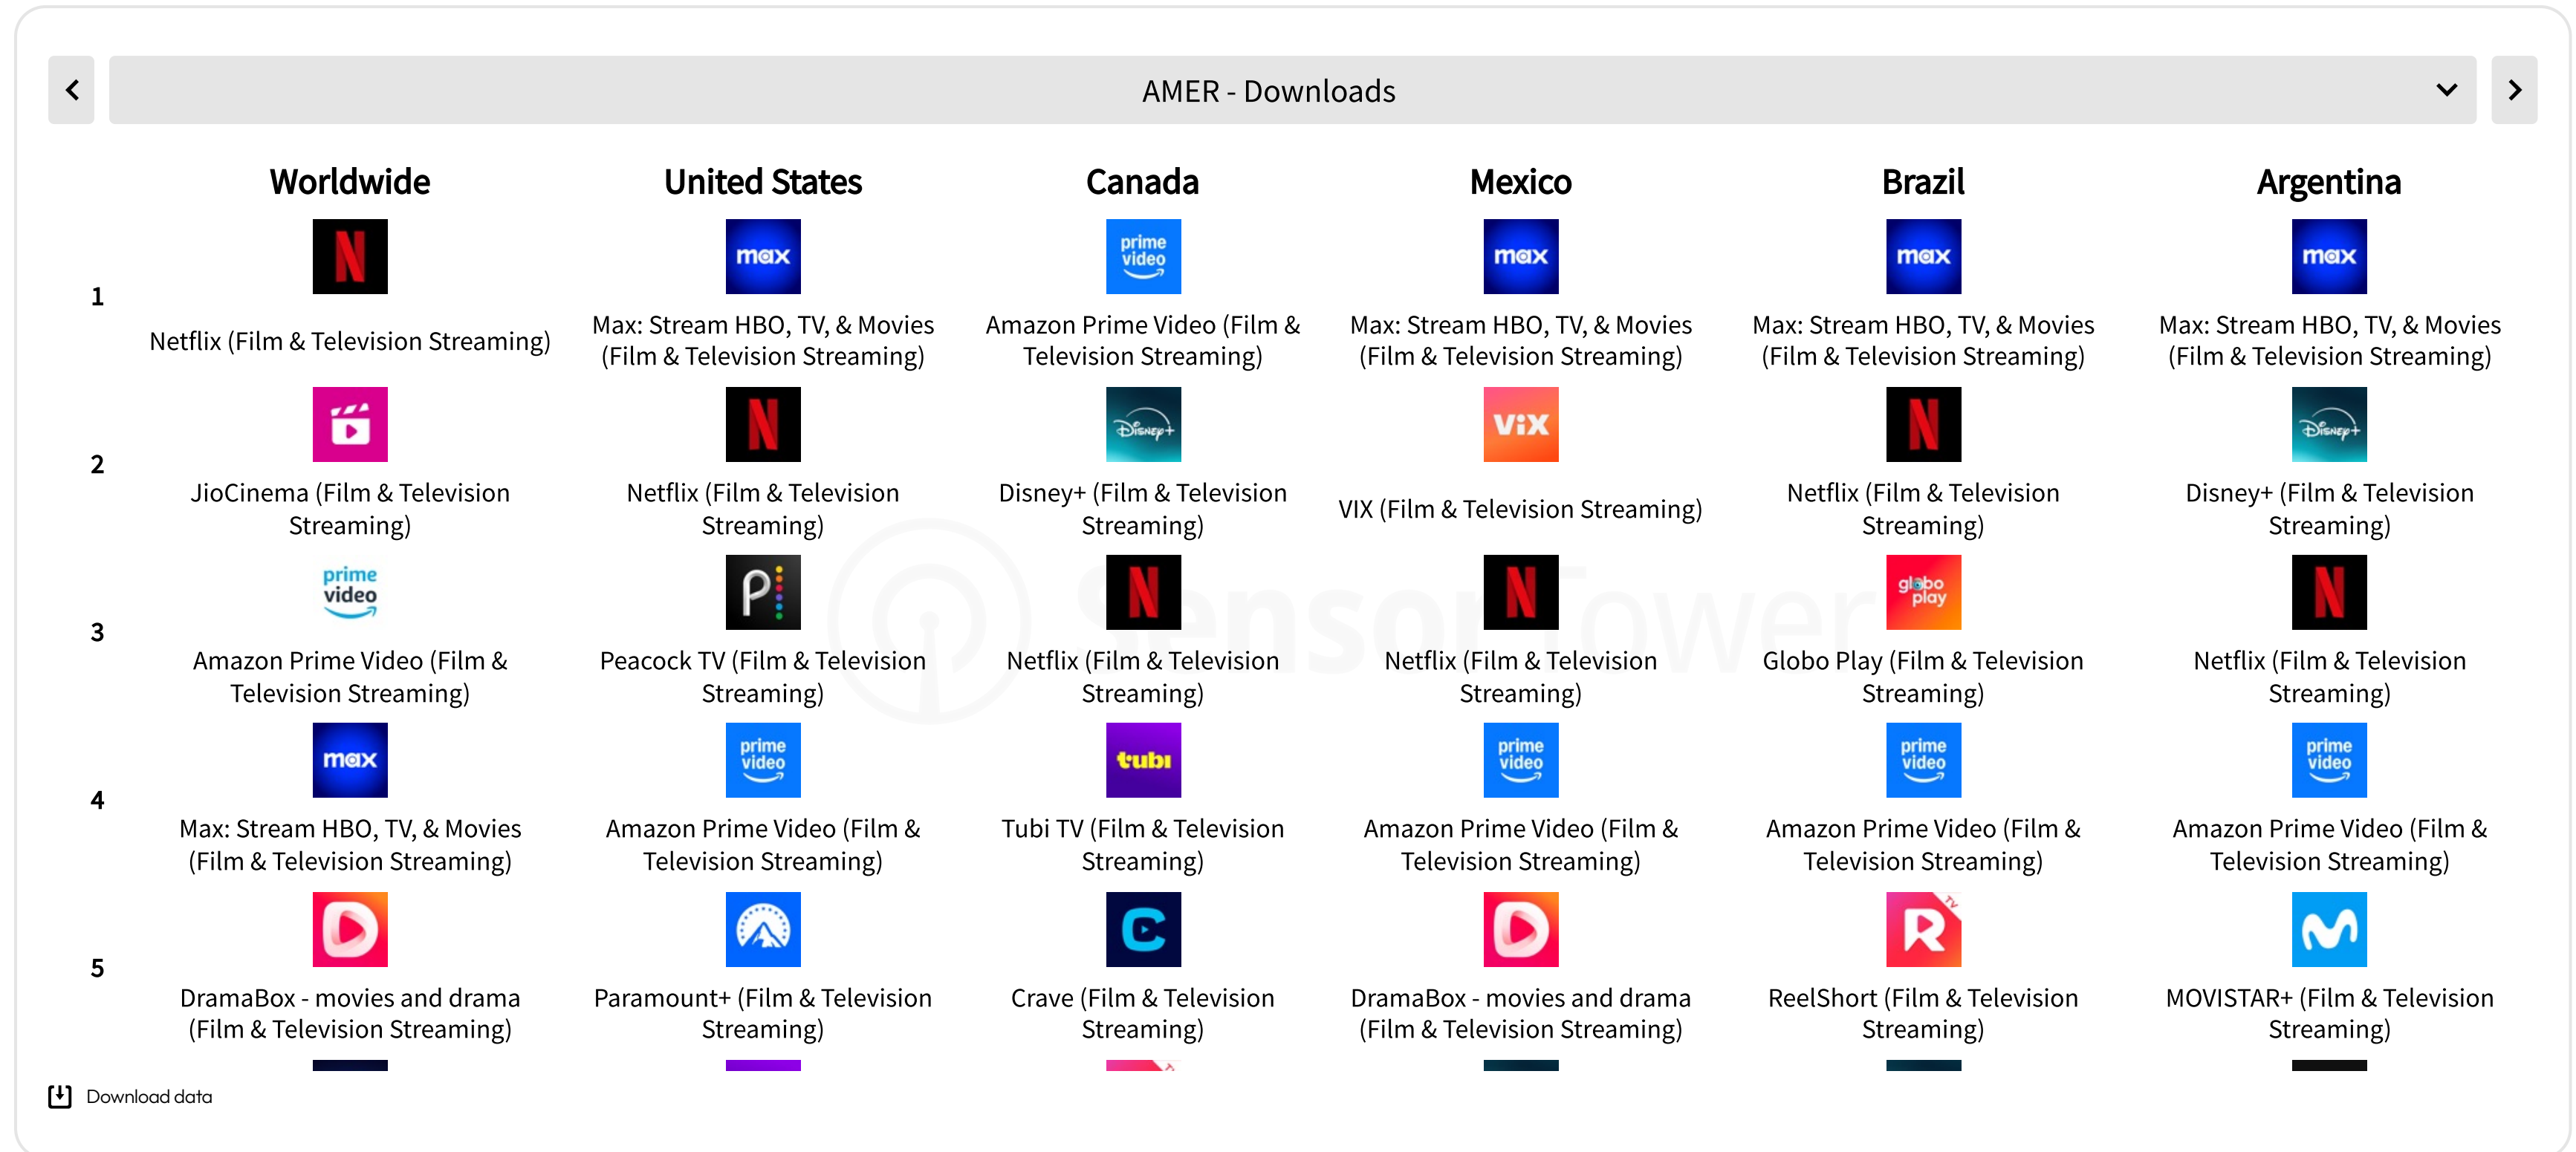 AMER - Downloads
Worldwide
United States
Canada
Mexico
Brazil
Argentina
1
N
max
prime
video
max
max
max
Netflix (Film & Television Streaming)
Max: Stream HBO, TV, & Movies
(Film & Television Streaming)
Amazon Prime Video (Film &
Television Streaming)
Max: Stream HBO, TV, & Movies
(Film & Television Streaming)
Max: Stream HBO, TV, & Movies
(Film & Television Streaming)
Max: Stream HBO, TV, & Movies
(Film & Television Streaming)
2
N
Disney+
ViX
N
Disney+
JioCinema (Film & Television
Streaming)
Netflix (Film & Television
Streaming)
Disney+ (Film & Television
Streaming)
VIX (Film & Television Streaming)
Netflix (Film & Television
Streaming)
Disney+ (Film & Television
Streaming)
3
prime
video
P
N
N
globo
play
N
SensorTower
Amazon Prime Video (Film &
Television Streaming)
Peacock TV (Film & Television
Streaming)
Netflix (Film & Television
Streaming)
Netflix (Film & Television
Streaming)
Globo Play (Film & Television
Streaming)
Netflix (Film & Television
Streaming)
4
max
prime
video
tubi
prime
video
prime
video
prime
video
Max: Stream HBO, TV, & Movies
(Film & Television Streaming)
Amazon Prime Video (Film &
Television Streaming)
Tubi TV (Film & Television
Streaming)
Amazon Prime Video (Film &
Television Streaming)
Amazon Prime Video (Film &
Television Streaming)
Amazon Prime Video (Film &
Television Streaming)
5
D
C
D
R
TV
DramaBox - movies and drama
(Film & Television Streaming)
Paramount+ (Film & Television
Streaming)
Crave (Film & Television
Streaming)
DramaBox - movies and drama
(Film & Television Streaming)
ReelShort (Film & Television
Streaming)
MOVISTAR+ (Film & Television
Streaming)
Download data